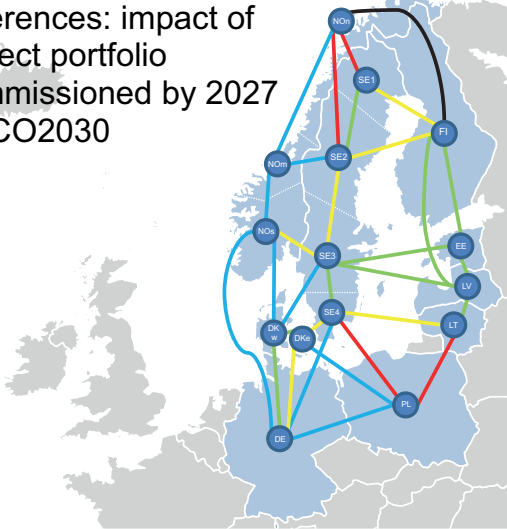 erences: impact of
ect portfolio
missioned by 2027
CO2030
NOn
SE1
FI
SE2
NOm
NOs
EE
SE3
LV
SE4
LT
DK
w
DKe
PL
DE